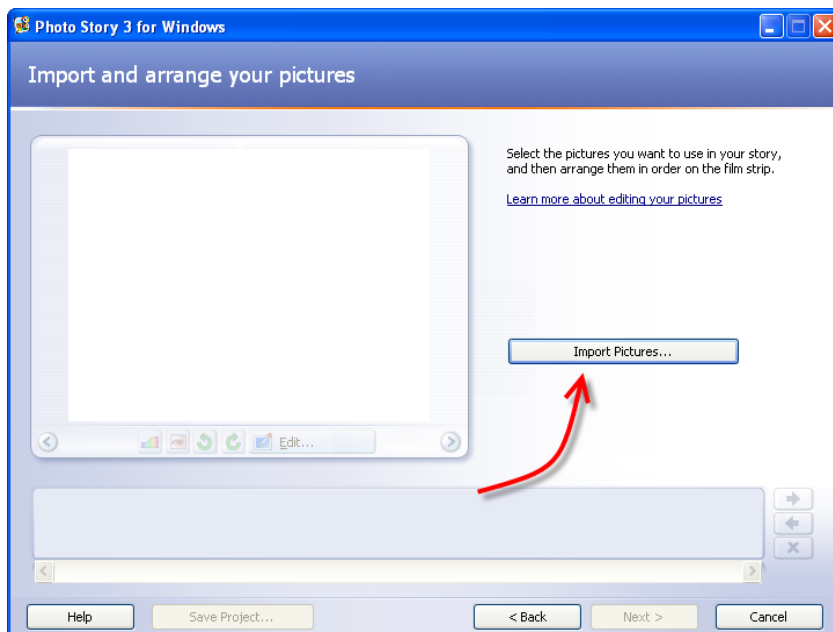 Photo Story 3 for Windows
Import and arrange your pictures
Select the pictures you want to use in your story,
and then arrange them in order on the film strip.
Learn more about editing your pictures
Import Pictures...
Edit...
Help
Save Project...
< Back
Next >
Cancel